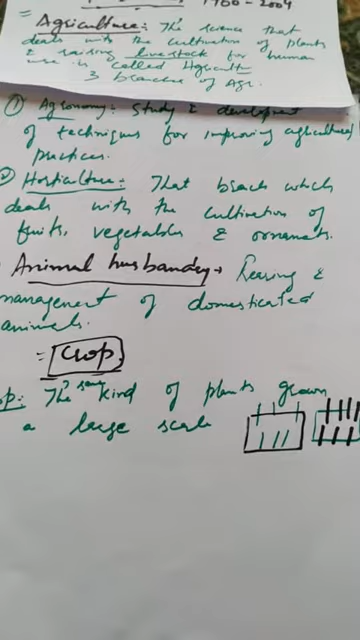 1960 - 2004
= Agriculture: The science that
deals with the cultivation of plants
& raising livestock for human
use is called Agriculture
3 branches of Agr.
① Agronomy: Study & development
of techniques for improving agricultural
practices.
② Horticulture: That branch which
deals with the cultivation of
fruits, vegetables & ornaments.
Animal husbandry → Rearing &
management of domesticated
animals.
= Crop.
op: The same kind of plants grown
a large scale